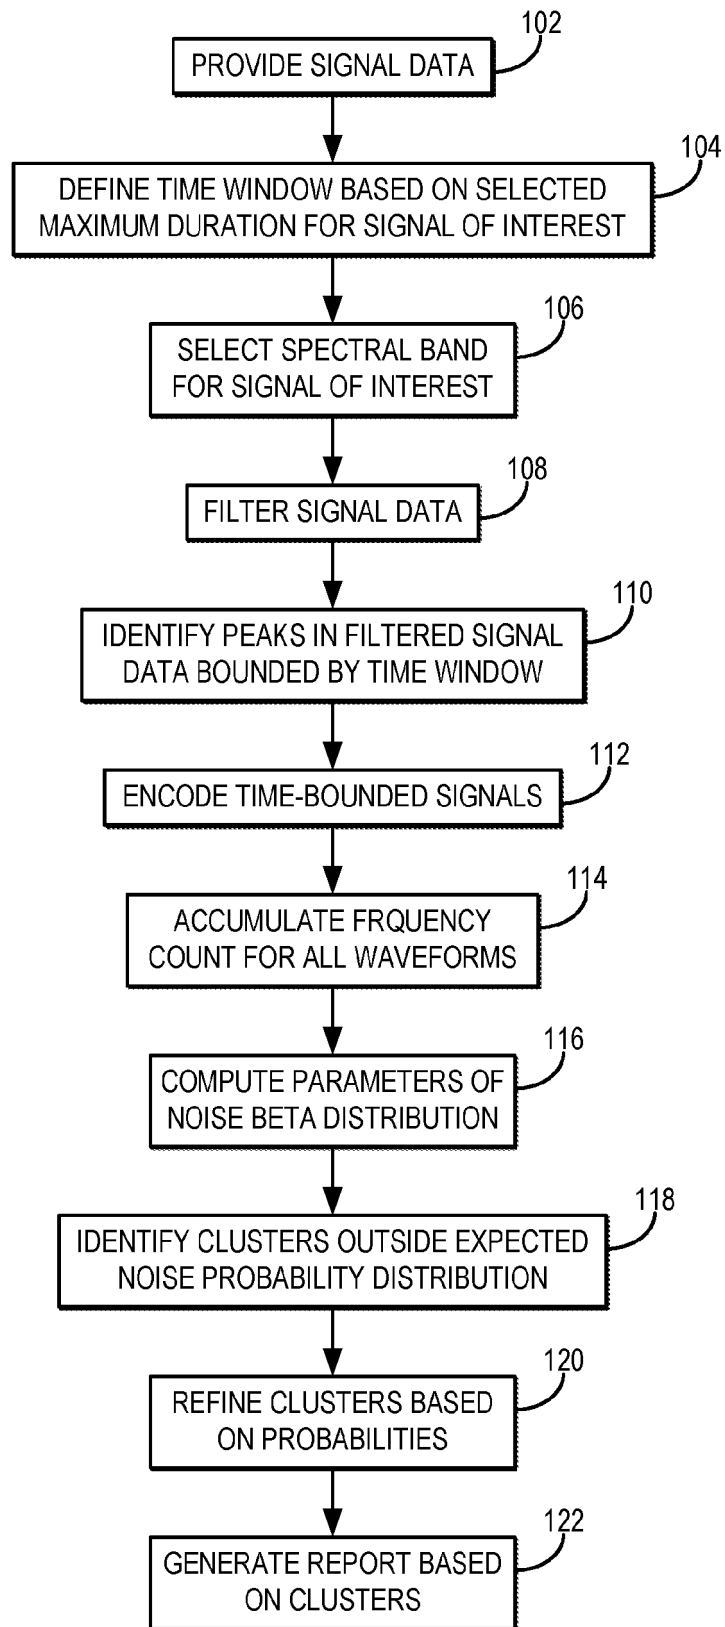 102
PROVIDE SIGNAL DATA
104
DEFINE TIME WINDOW BASED ON SELECTED
MAXIMUM DURATION FOR SIGNAL OF INTEREST
106
SELECT SPECTRAL BAND
FOR SIGNAL OF INTEREST
108
FILTER SIGNAL DATA
110
IDENTIFY PEAKS IN FILTERED SIGNAL
DATA BOUNDED BY TIME WINDOW
112
ENCODE TIME-BOUNDED SIGNALS
114
ACCUMULATE FRQUENCY
COUNT FOR ALL WAVEFORMS
116
COMPUTE PARAMETERS OF
NOISE BETA DISTRIBUTION
118
IDENTIFY CLUSTERS OUTSIDE EXPECTED
NOISE PROBABILITY DISTRIBUTION
120
REFINE CLUSTERS BASED
ON PROBABILITIES
122
GENERATE REPORT BASED
ON CLUSTERS